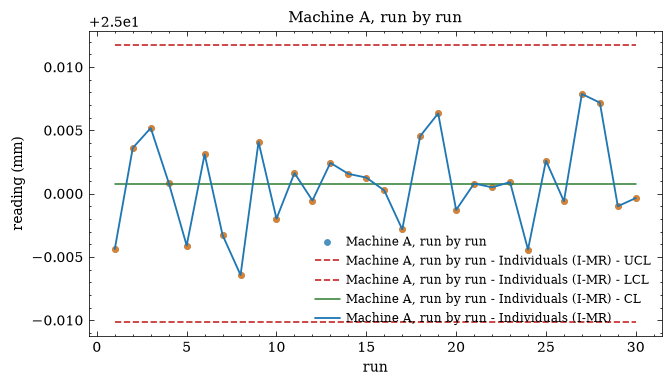 Machine A, run by run
+2.5e1
0.010
0.005
0.000
−0.005
−0.010
reading (mm)
Machine A, run by run
Machine A, run by run - Individuals (I-MR) - UCL
Machine A, run by run - Individuals (I-MR) - LCL
Machine A, run by run - Individuals (I-MR) - CL
Machine A, run by run - Individuals (I-MR)
0 5 10 15 20 25 30
run